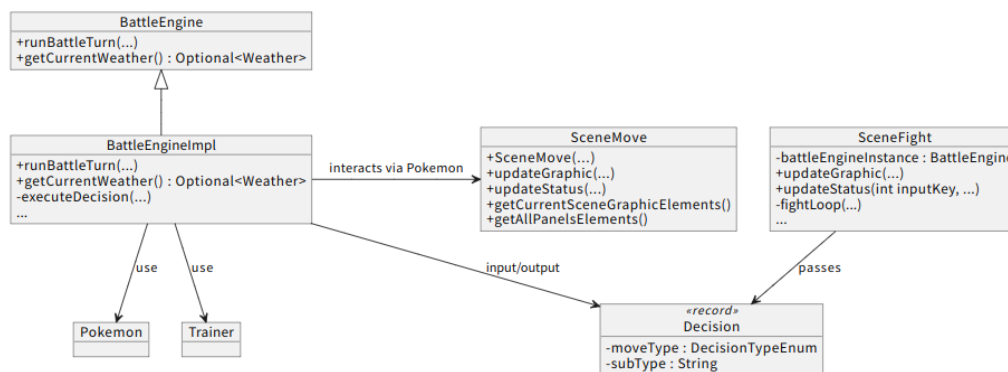 BattleEngine
+runBattleTurn(...)
+getCurrentWeather() : Optional<Weather>
BattleEngineImpl
+runBattleTurn(...)
+getCurrentWeather() : Optional<Weather>
-executeDecision(...)
...
interacts via Pokemon
SceneMove
+SceneMove(...)
+updateGraphic(...)
+updateStatus(...)
+getCurrentSceneGraphicElements()
+getAllPanelsElements()
SceneFight
-battleEngineInstance : BattleEngine
+updateGraphic(...)
+updateStatus(int inputKey, ...)
-fightLoop(...)
...
use
use
input/output
passes
Pokemon
Trainer
«record»
Decision
-moveType : DecisionTypeEnum
-subType : String